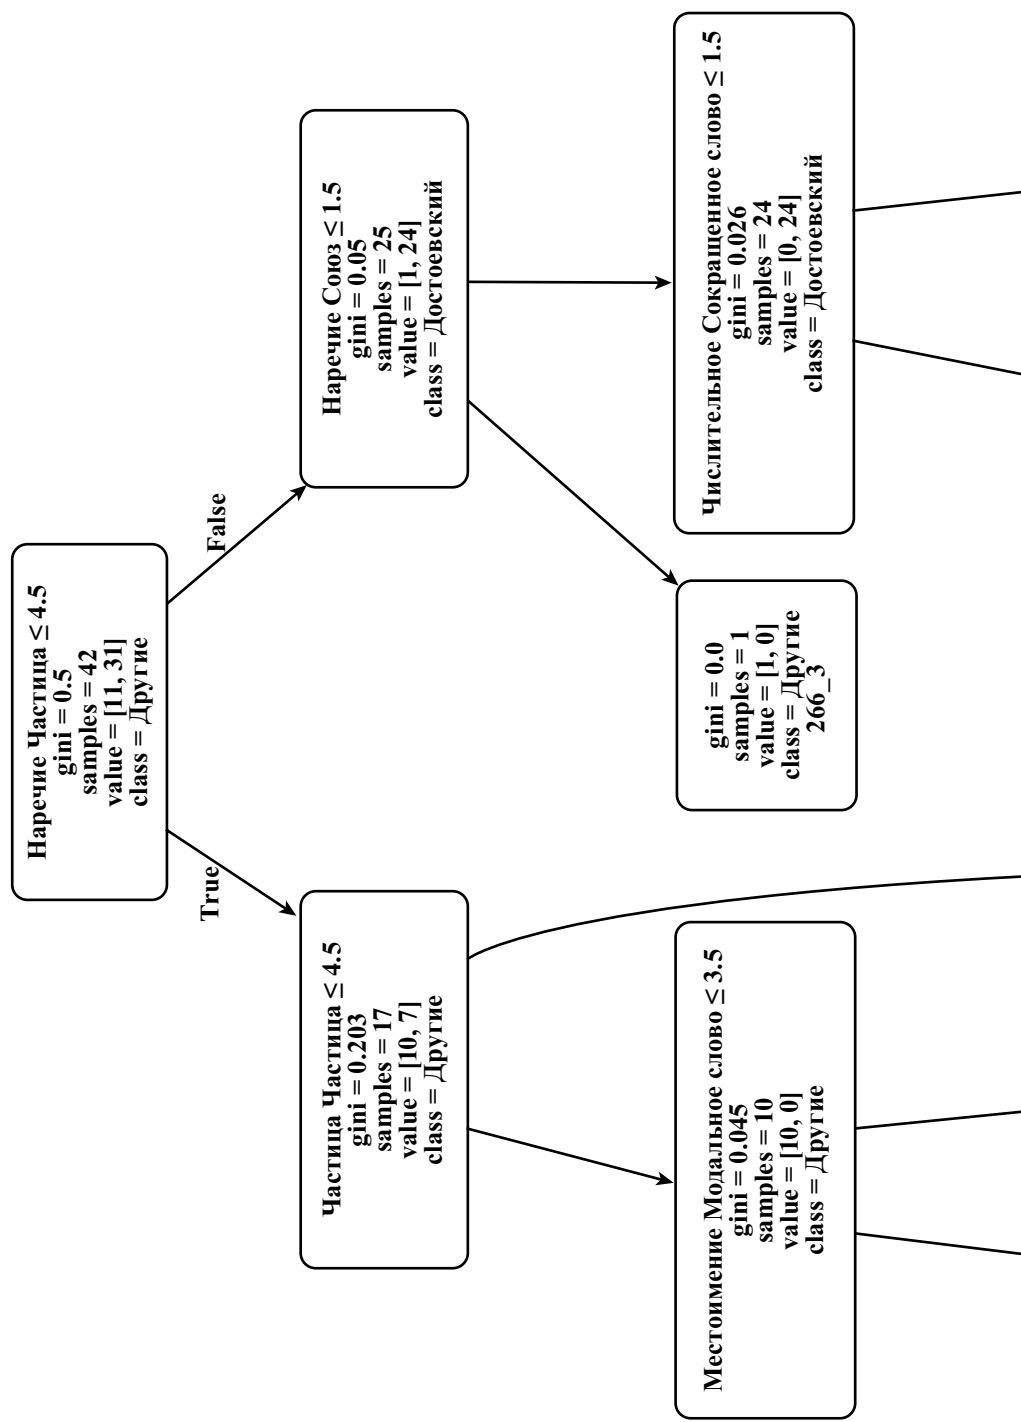 Наречие Частица ≤ 4.5
gini = 0.5
samples = 42
value = [11, 31]
class = Другие
True
False
Частица Частица ≤ 4.5
gini = 0.203
samples = 17
value = [10, 7]
class = Другие
Наречие Союз ≤ 1.5
gini = 0.05
samples = 25
value = [1, 24]
class = Достоевский
Местоимение Модальное слово ≤ 3.5
gini = 0.045
samples = 10
value = [10, 0]
class = Другие
gini = 0.0
samples = 1
value = [1, 0]
class = Другие
266_3
Числительное Сокращенное слово ≤ 1.5
gini = 0.026
samples = 24
value = [0, 24]
class = Достоевский